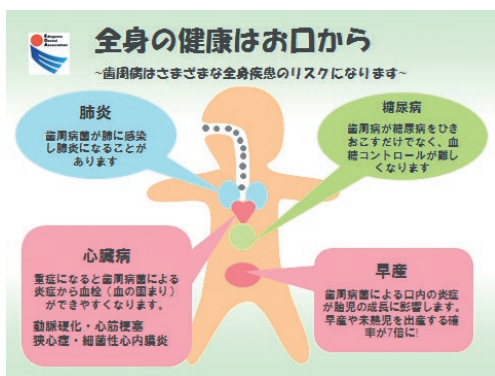 Edogawa
Dental
Association
全身の健康はお口から
~歯周病はさまざまな全身疾患のリスクになります~
肺炎
歯周病菌が肺に感染
し肺炎になることが
あります
糖尿病
歯周病が糖尿病をひき
おこすだけでなく、血
糖コントロールが難し
くなります
心臓病
重症になると歯周病菌による
炎症から血栓（血の固まり）
ができやすくなります。
動脈硬化・心筋梗塞
狭心症・細菌性心内膜炎
早産
歯周病菌による口内の炎症
が胎児の成長に影響します。
早産や未熟児を出産する確
率が7倍に!